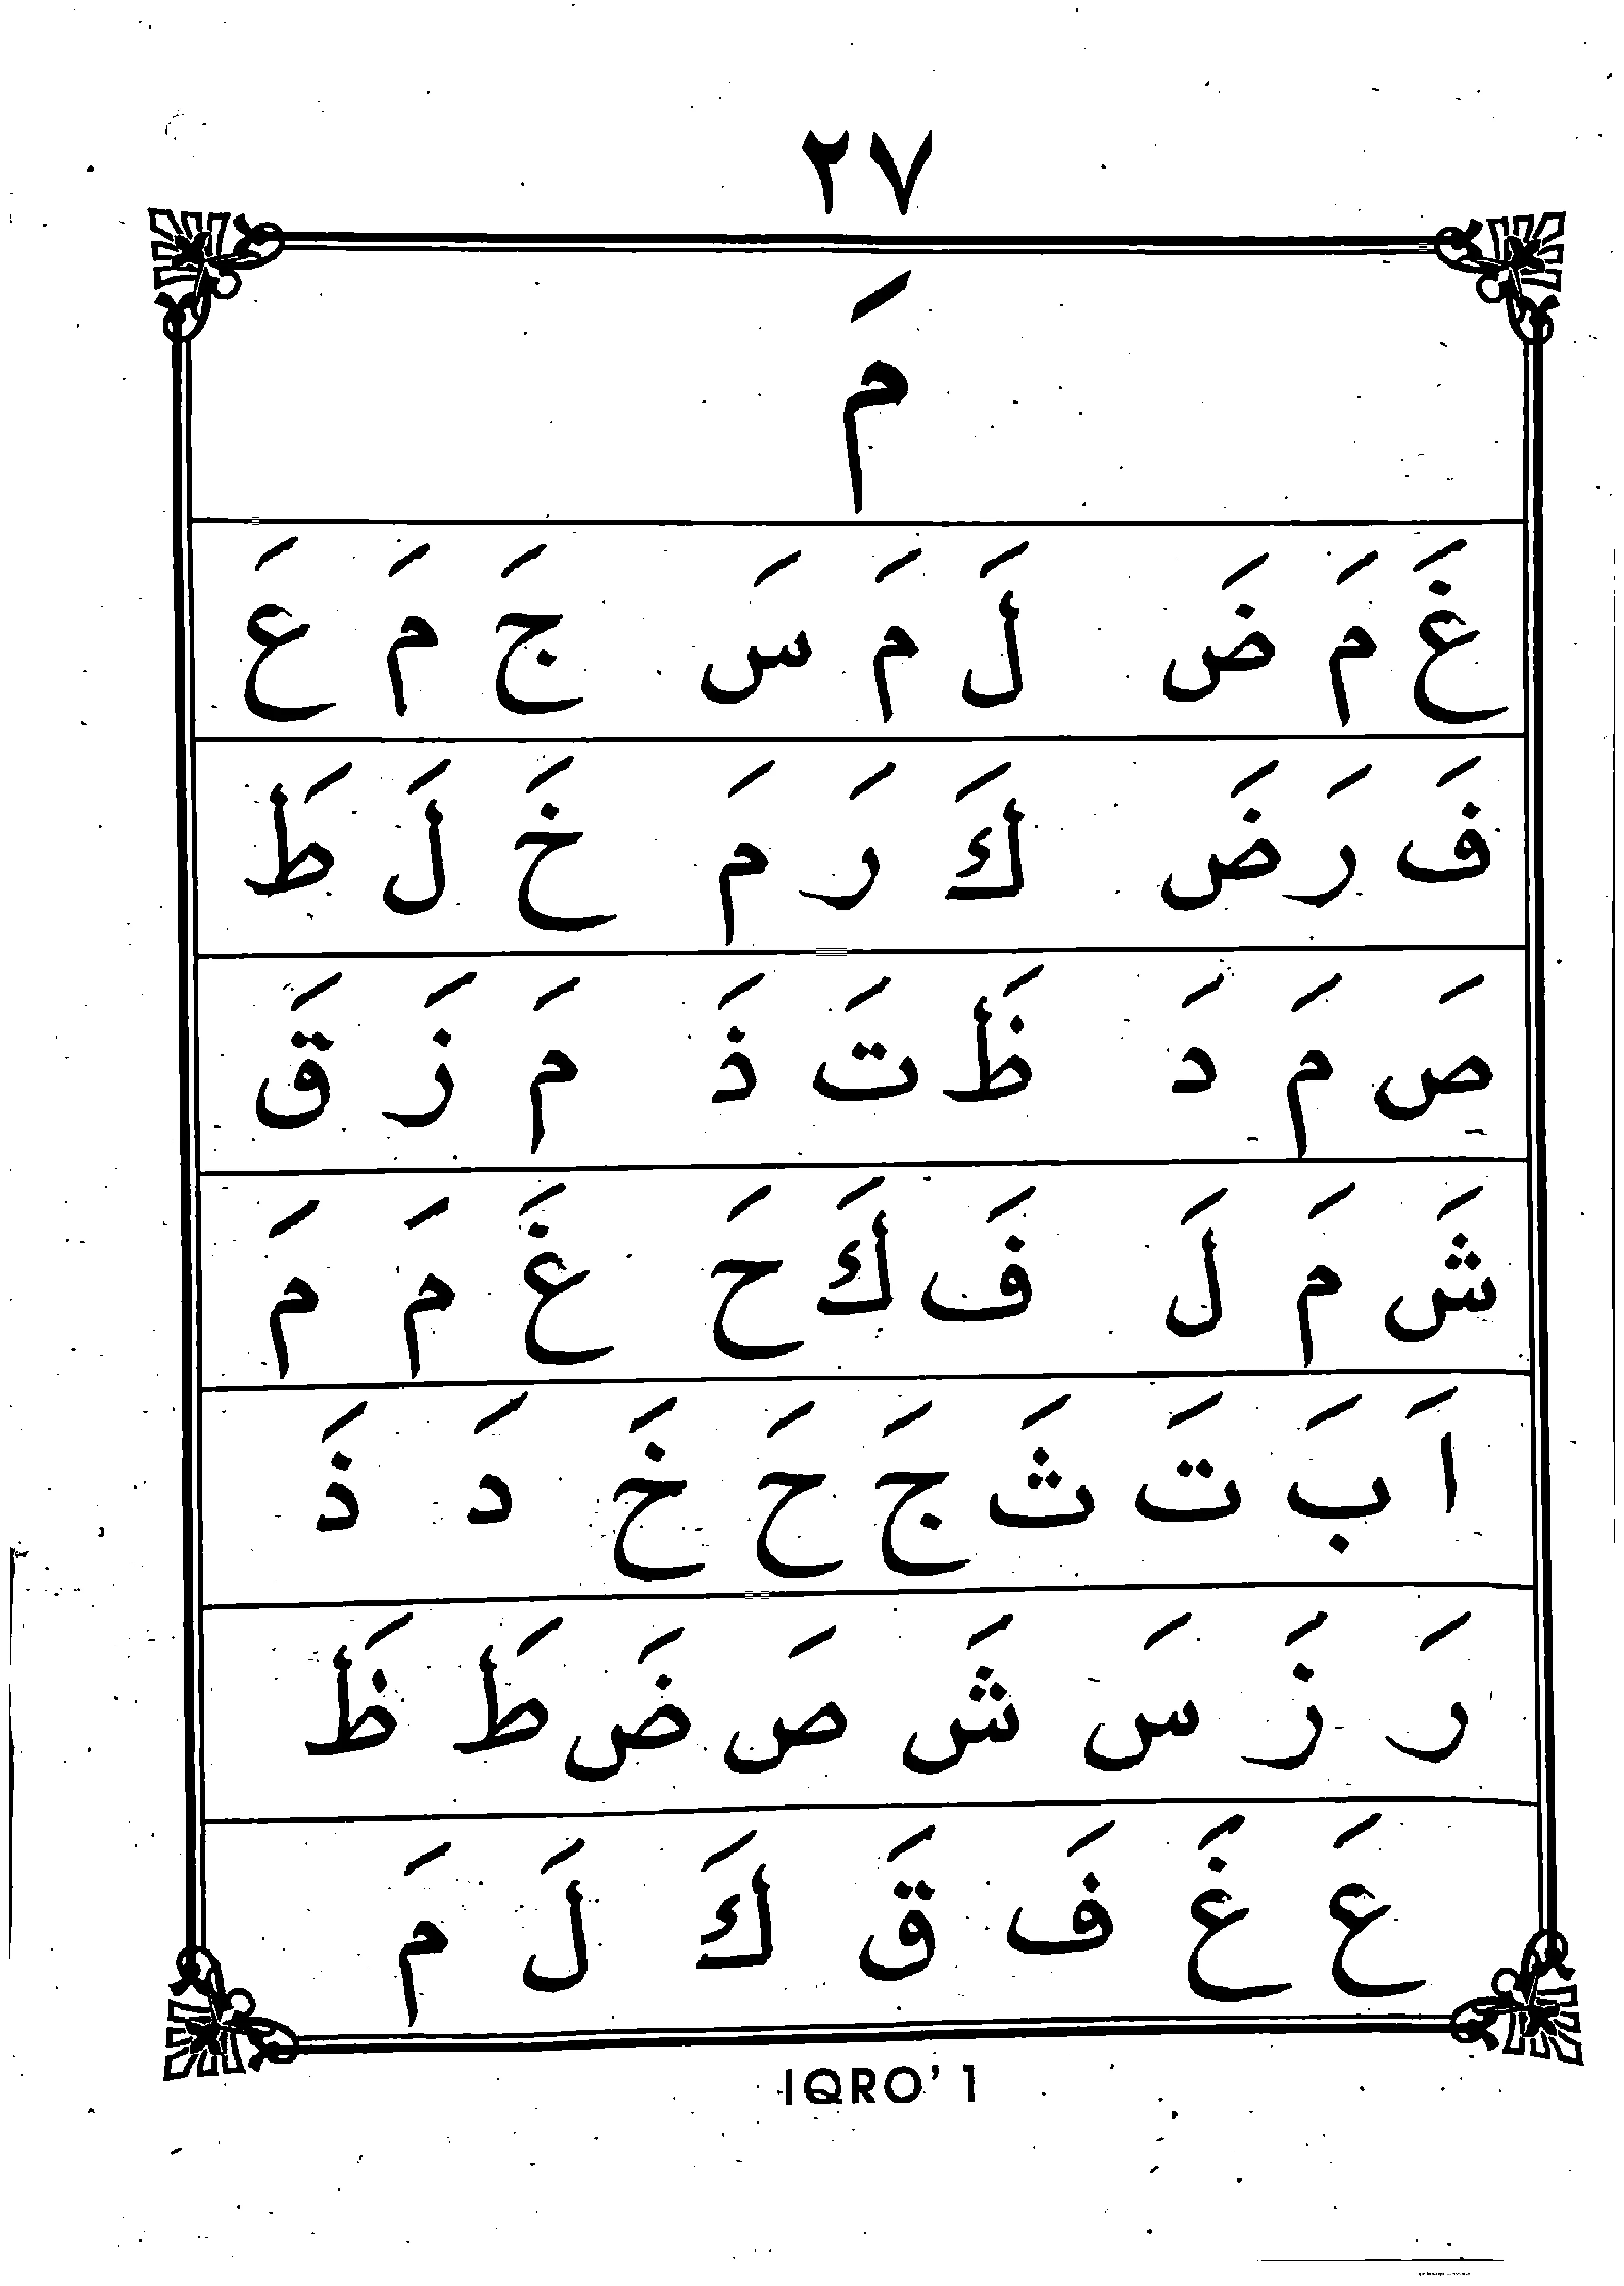 ٢٧
مَ
غَ مَ ضَ لَ مَ سَ جَ مَ عَ
فَ رَ ضَ كَ رَ مَ خَ لَ طَ
صَ مَ دَ ظَ تَ ذَ مَ زَ قَ
شَ مَ لَ فَ كَ حَ غَ مَ مَ
اَ بَ تَ ثَ جَ حَ خَ دَ ذَ
رَ زَ سَ شَ صَ ضَ طَ ظَ
عَ غَ فَ قَ كَ لَ مَ
IQRO' 1